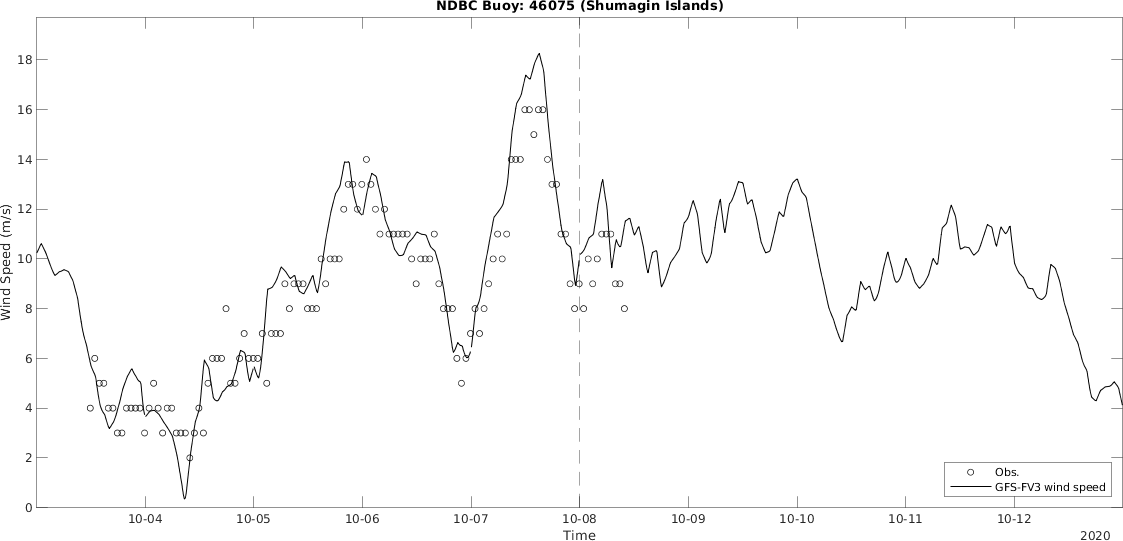 NDBC Buoy: 46075 (Shumagin Islands)
Wind Speed (m/s)
18
16
14
12
10
8
6
4
2
0
Obs.
GFS-FV3 wind speed
10-04 10-05 10-06 10-07 10-08 10-09 10-10 10-11 10-12
Time
2020